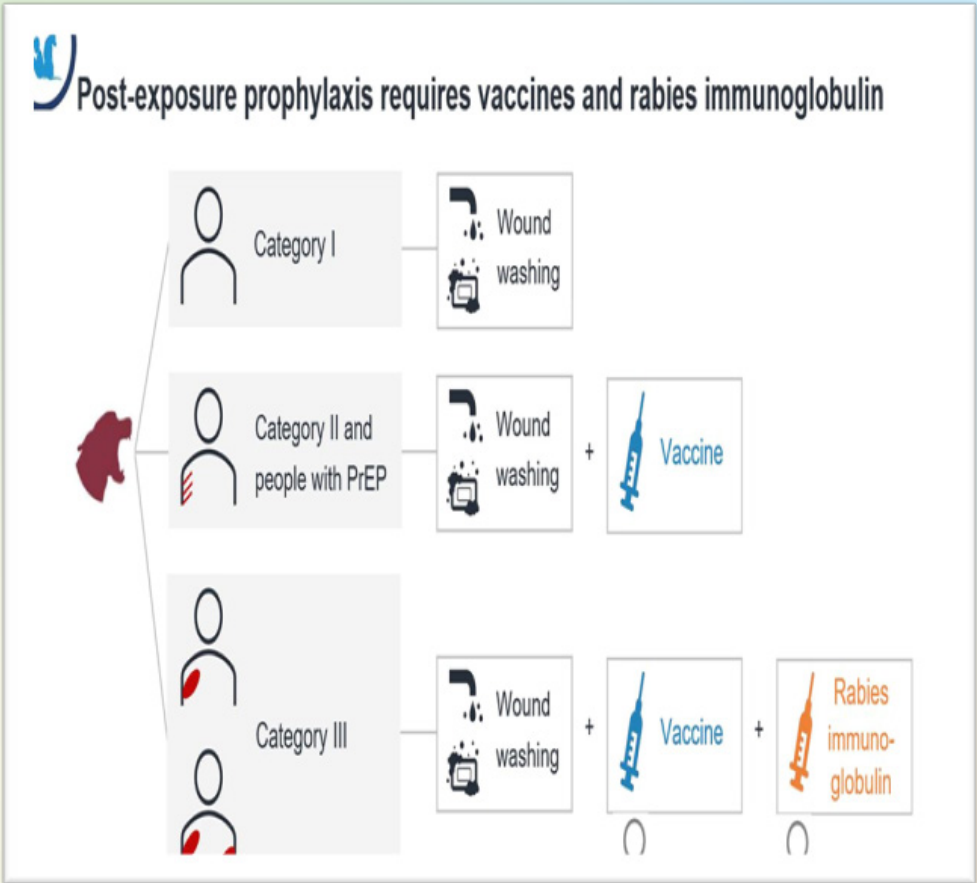 Post-exposure prophylaxis requires vaccines and rabies immunoglobulin
Category I
Wound
washing
Category II and
people with PrEP
Wound
washing
+
Vaccine
Category III
Wound
washing
+
Vaccine
+
Rabies
immuno-
globulin